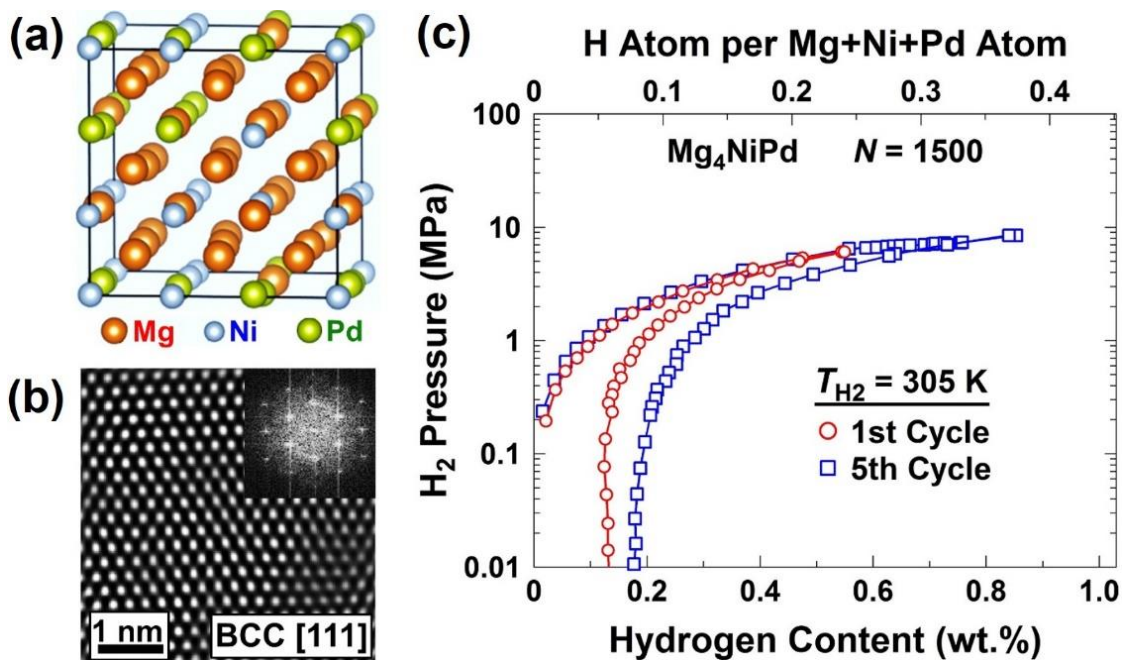 (a)
Mg Ni Pd
(b)
1 nm
BCC [111]
(c)
H Atom per Mg+Ni+Pd Atom
0 0.1 0.2 0.3 0.4
Mg₄NiPd N = 1500
H₂ Pressure (MPa)
100
10
1
0.1
0.01
T_H2 = 305 K
1st Cycle
5th Cycle
0 0.2 0.4 0.6 0.8 1.0
Hydrogen Content (wt.%)